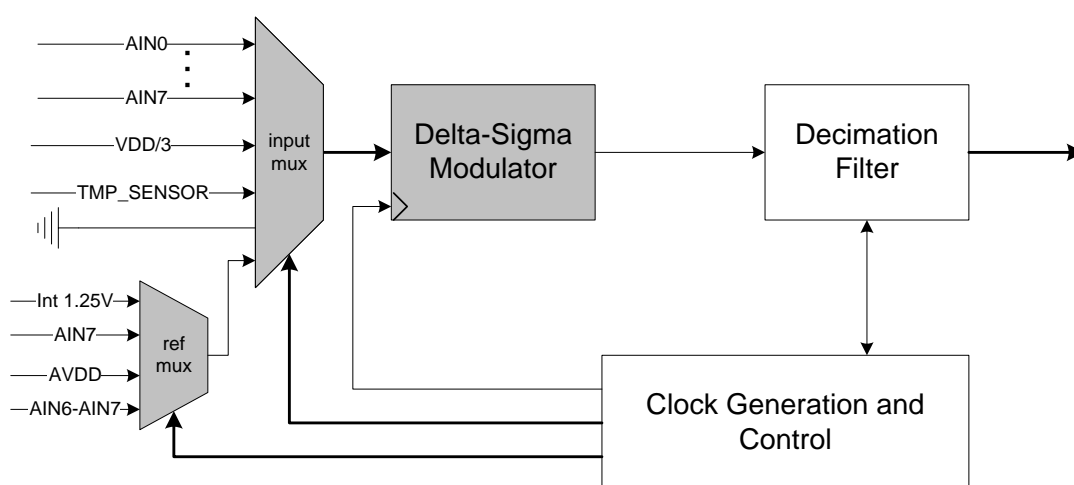 AIN0
AIN7
VDD/3
TMP_SENSOR
input
mux
Delta-Sigma
Modulator
Decimation
Filter
Int 1.25V
AIN7
AVDD
AIN6-AIN7
ref
mux
Clock Generation and
Control